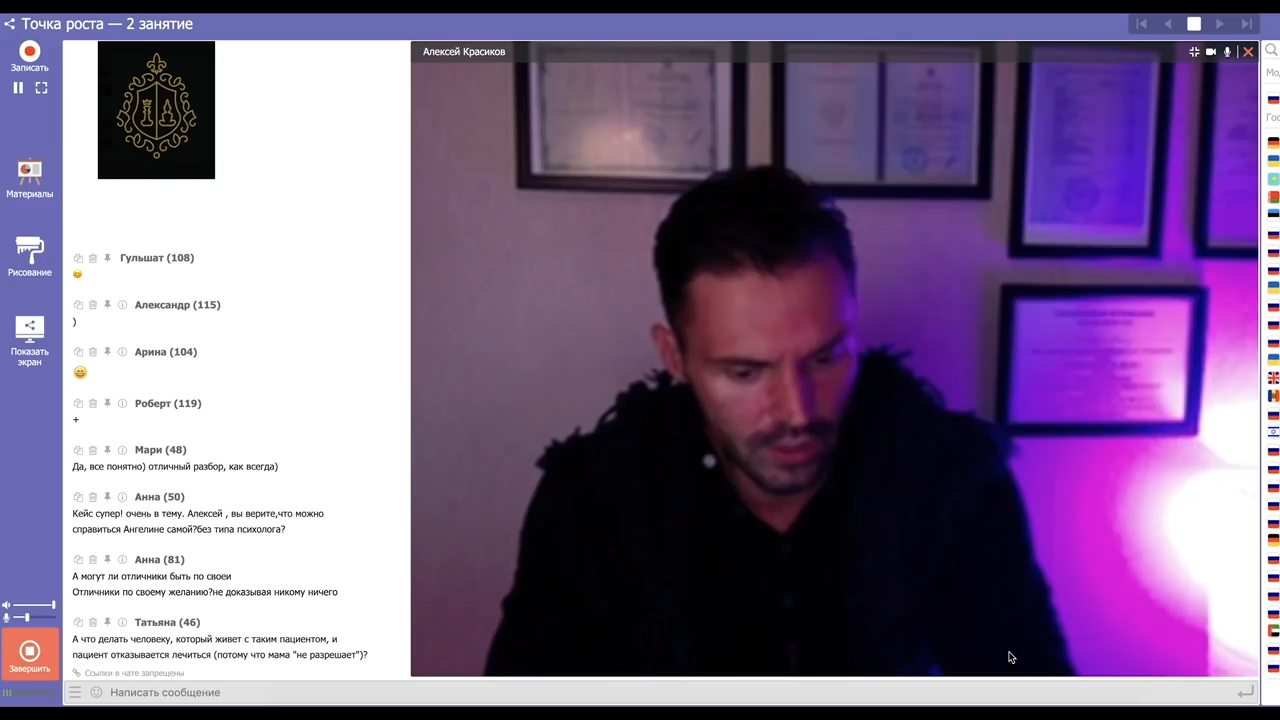 Точка роста — 2 занятие
Записать
Материалы
Рисование
Показать
экран
Завершить
Гульшат (108)
Александр (115)
)
Арина (104)
Роберт (119)
+
Мари (48)
Да, все понятно) отличный разбор, как всегда)
Анна (50)
Кейс супер! очень в тему. Алексей , вы верите,что можно
справиться Ангелине самой?без типа психолога?
Анна (81)
А могут ли отличники быть по своеи
Отличники по своему желанию?не доказывая никому ничего
Татьяна (46)
А что делать человеку, который живет с таким пациентом, и
пациент отказывается лечиться (потому что мама "не разрешает")?
Ссылки в чате запрещены
Написать сообщение
Алексей Красиков
Мо
Гос